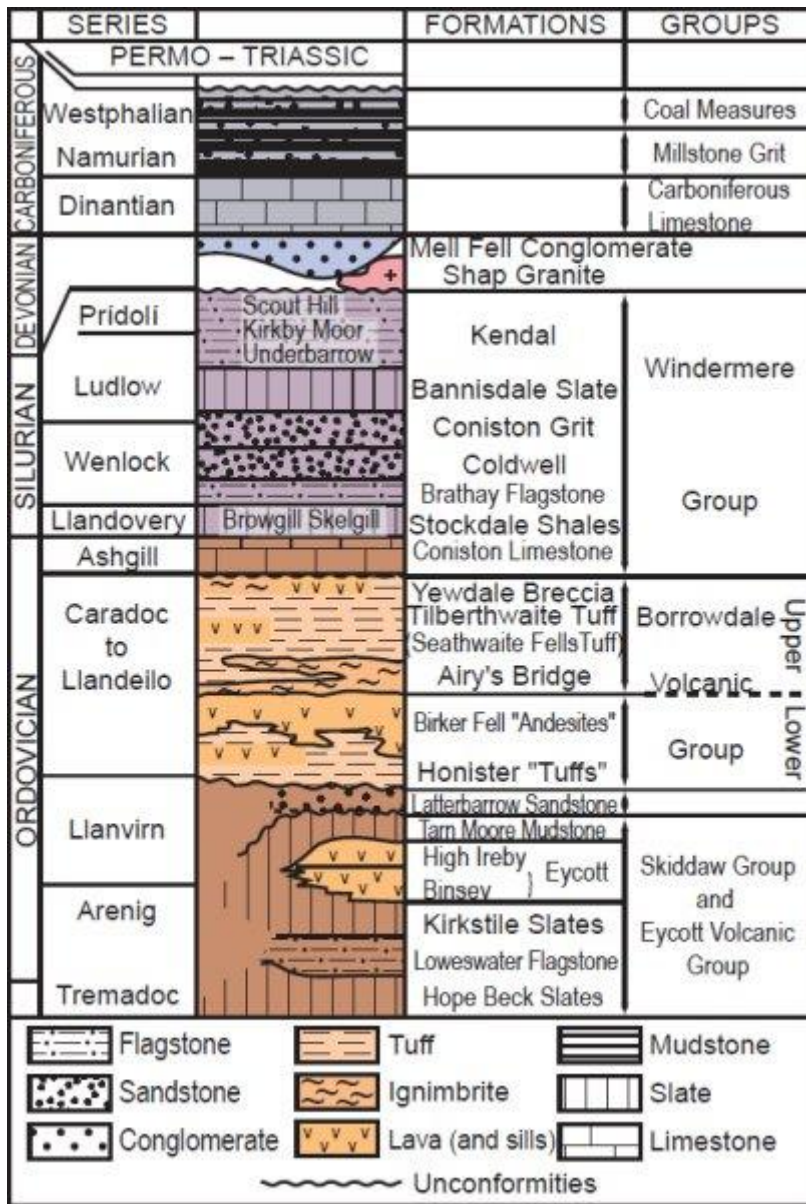 SERIES FORMATIONS GROUPS
PERMO – TRIASSIC
CARBONIFEROUS
Westphalian Coal Measures
Namurian Millstone Grit
Dinantian Carboniferous
Limestone
DEVONIAN
Mell Fell Conglomerate
Shap Granite
SILURIAN
Prídolí Scout Hill
Kirkby Moor Kendal
Underbarrow
Windermere
Ludlow Bannisdale Slate
Coniston Grit
Wenlock Coldwell
Brathay Flagstone Group
Llandovery Browgill Skelgill Stockdale Shales
Ashgill Coniston Limestone
ORDOVICIAN
Caradoc
to
Llandeilo
Yewdale Breccia
Tilberthwaite Tuff Borrowdale Upper
(Seathwaite FellsTuff)
Airy's Bridge Volcanic
Birker Fell "Andesites" Lower
Group
Honister "Tuffs"
Latterbarrow Sandstone
Llanvirn Tarn Moore Mudstone
High Ireby
Binsey } Eycott
Skiddaw Group
and
Eycott Volcanic
Group
Arenig Kirkstile Slates
Loweswater Flagstone
Tremadoc Hope Beck Slates
Flagstone Tuff Mudstone
Sandstone Ignimbrite Slate
Conglomerate Lava (and sills) Limestone
Unconformities